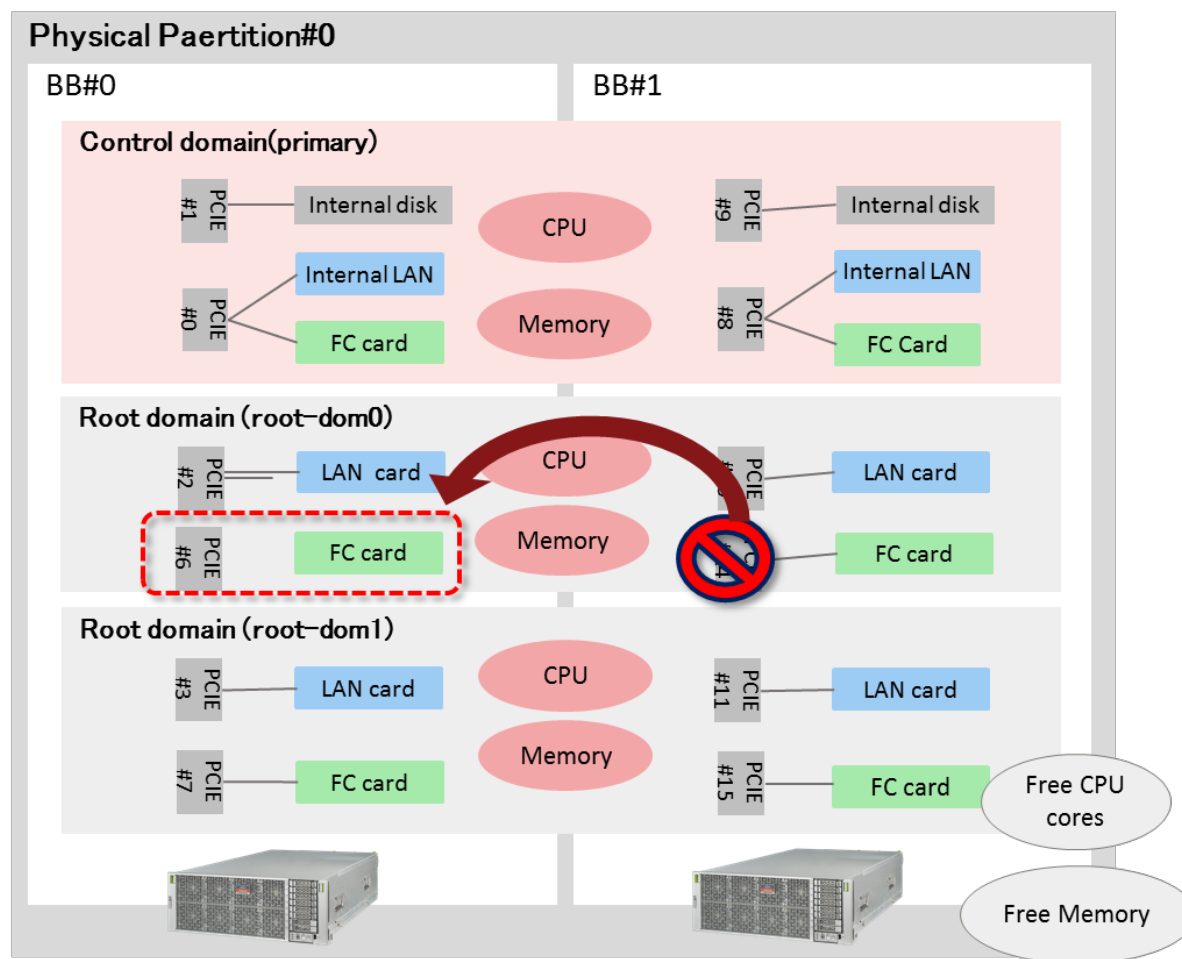 Physical Paertition#0
BB#0
BB#1
Control domain(primary)
PCIE
#1
Internal disk
CPU
PCIE
#9
Internal disk
PCIE
#0
Internal LAN
FC card
Memory
PCIE
#8
Internal LAN
FC Card
Root domain (root-dom0)
PCIE
#2
LAN card
CPU
PCIE
LAN card
PCIE
#6
FC card
Memory
FC card
Root domain (root-dom1)
PCIE
#3
LAN card
CPU
PCIE
#11
LAN card
PCIE
#7
FC card
Memory
PCIE
#15
FC card
Free CPU
cores
Free Memory